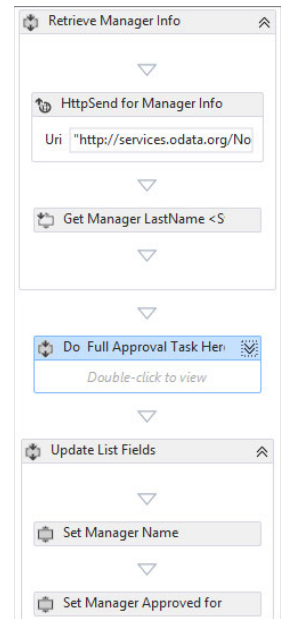 Retrieve Manager Info
HttpSend for Manager Info
Uri "http://services.odata.org/No
Get Manager LastName <S
Do Full Approval Task Her
Double-click to view
Update List Fields
Set Manager Name
Set Manager Approved for